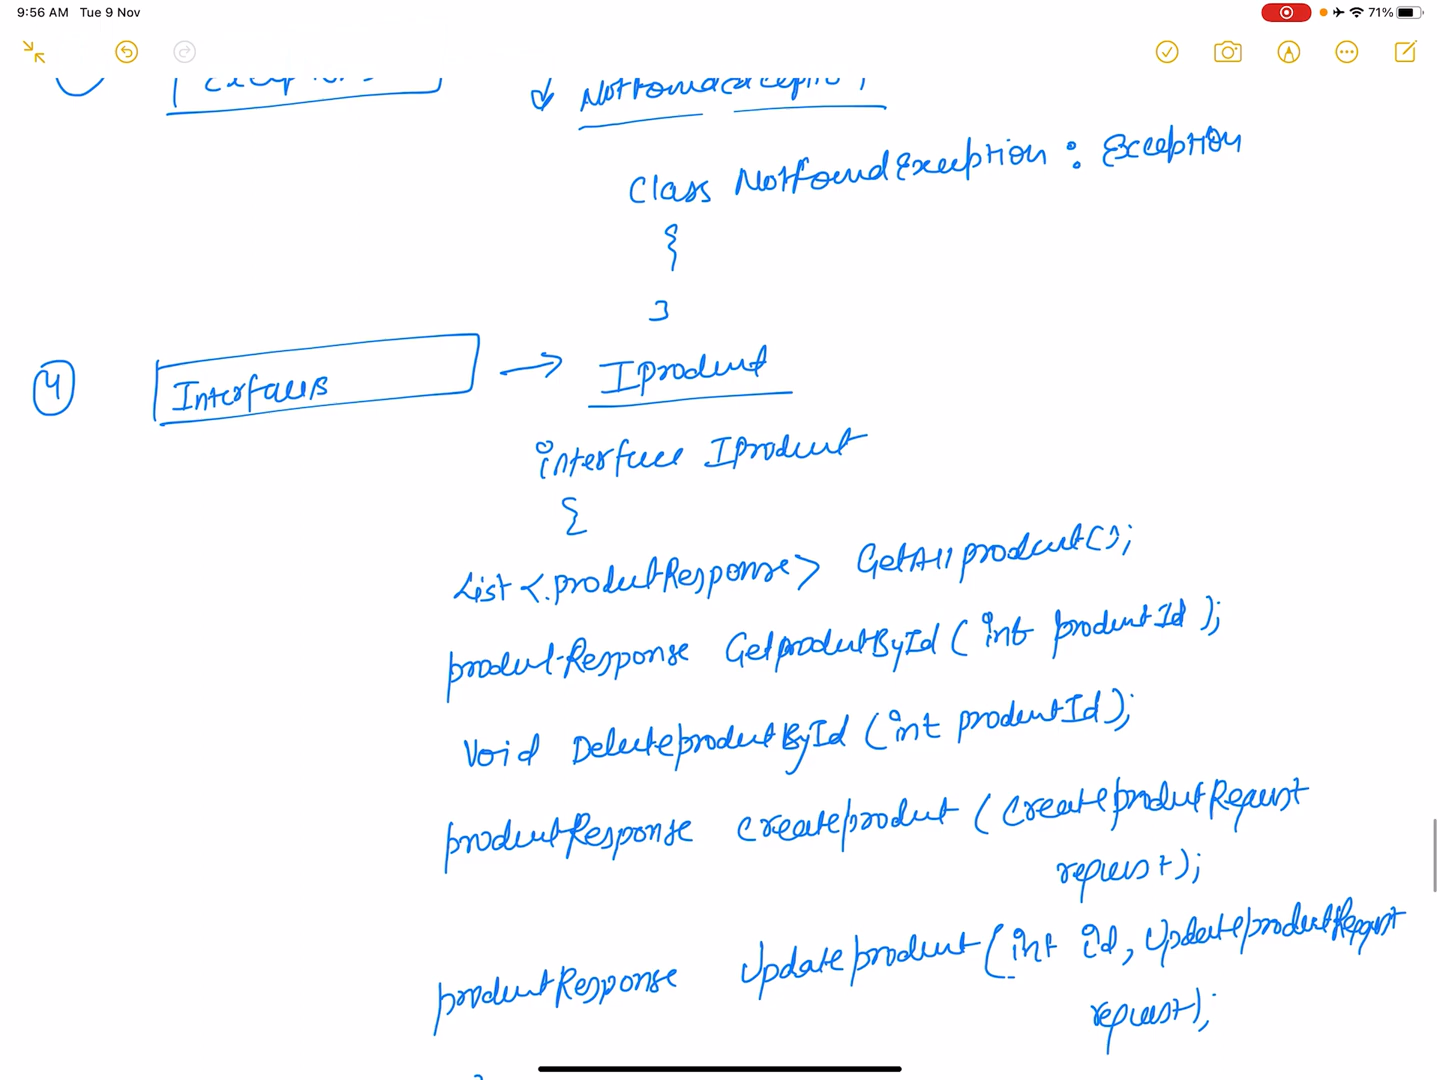 9:56 AM Tue 9 Nov
71%
Exceptions
NotFoundException
Class NotFoundException : Exception
{
}
4 Interfaces → Iproduct
interface Iproduct
{
List <productResponse> GetAllproduct();
productResponse GetproductById (int productId);
Void DeleteproductById (int productId);
productResponse createproduct (CreateproductRequest
request);
productResponse Updateproduct (int id, UpdateproductRequest
request);